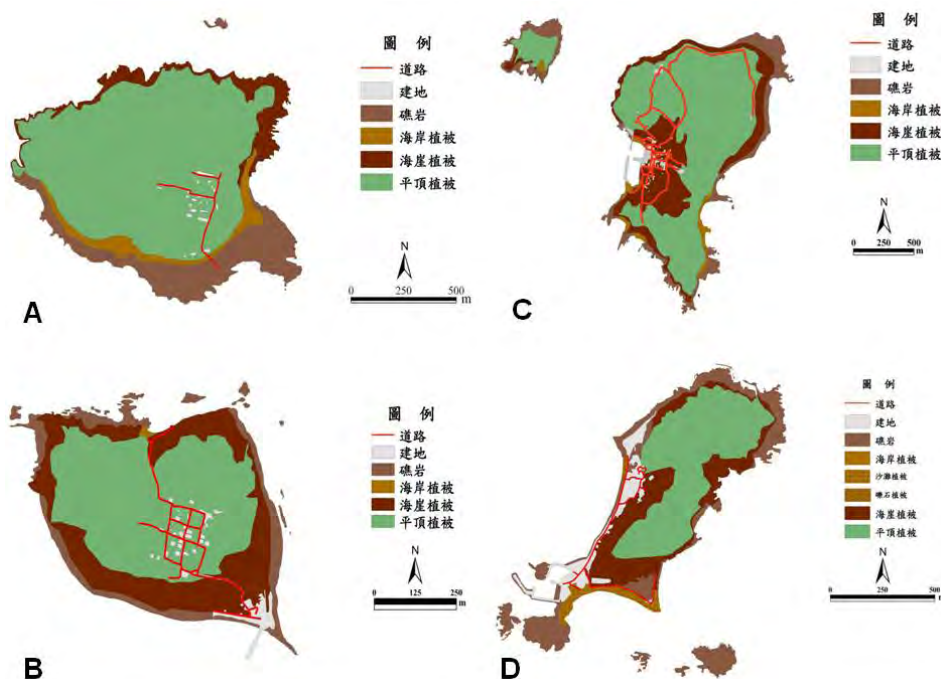 圖 例
道路
建地
礁岩
海岸植被
海崖植被
平頂植被
N
0 250 500
m
A
圖 例
道路
建地
礁岩
海岸植被
海崖植被
平頂植被
N
0 250 500
m
C
圖 例
道路
建地
礁岩
海岸植被
海崖植被
平頂植被
N
0 125 250
m
B
圖 例
道路
建地
礁岩
海岸植被
沙灘植被
礫石植被
海崖植被
平頂植被
N
0 250 500
m
D